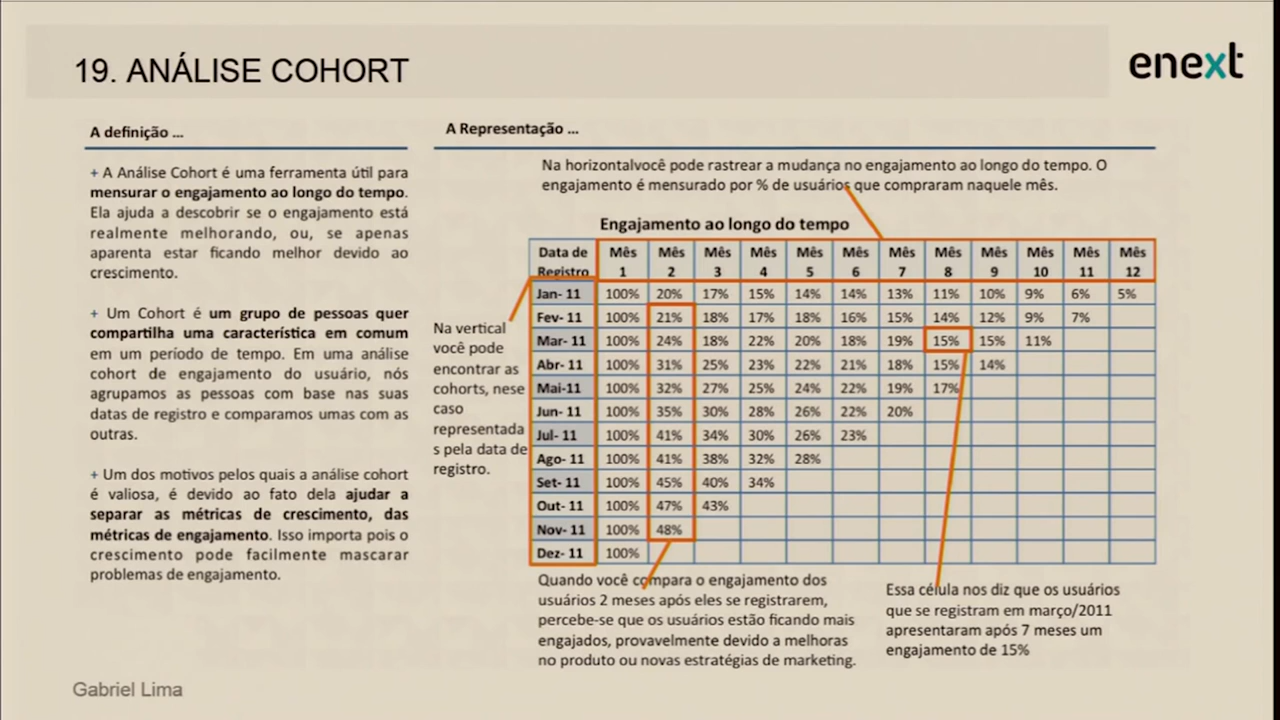 19. ANÁLISE COHORT
enext
A definição ...
+ A Análise Cohort é uma ferramenta útil para
mensurar o engajamento ao longo do tempo.
Ela ajuda a descobrir se o engajamento está
realmente melhorando, ou, se apenas
aparenta estar ficando melhor devido ao
crescimento.
+ Um Cohort é um grupo de pessoas quer
compartilha uma característica em comum
em um período de tempo. Em uma análise
cohort de engajamento do usuário, nós
agrupamos as pessoas com base nas suas
datas de registro e comparamos umas com as
outras.
+ Um dos motivos pelos quais a análise cohort
é valiosa, é devido ao fato dela ajudar a
separar as métricas de crescimento, das
métricas de engajamento. Isso importa pois o
crescimento pode facilmente mascarar
problemas de engajamento.
A Representação ...
Na horizontalvocê pode rastrear a mudança no engajamento ao longo do tempo. O
engajamento é mensurado por % de usuários que compraram naquele mês.
Na vertical
você pode
encontrar as
cohorts, nese
caso
representada
s pela data de
registro.
Engajamento ao longo do tempo
Data de Registro Mês 1 Mês 2 Mês 3 Mês 4 Mês 5 Mês 6 Mês 7 Mês 8 Mês 9 Mês 10 Mês 11 Mês 12
Jan- 11 100% 20% 17% 15% 14% 14% 13% 11% 10% 9% 6% 5%
Fev- 11 100% 21% 18% 17% 18% 16% 15% 14% 12% 9% 7%
Mar- 11 100% 24% 18% 22% 20% 18% 19% 15% 15% 11%
Abr- 11 100% 31% 25% 23% 22% 21% 18% 15% 14%
Mai-11 100% 32% 27% 25% 24% 22% 19% 17%
Jun- 11 100% 35% 30% 28% 26% 22% 20%
Jul- 11 100% 41% 34% 30% 26% 23%
Ago- 11 100% 41% 38% 32% 28%
Set- 11 100% 45% 40% 34%
Out- 11 100% 47% 43%
Nov- 11 100% 48%
Dez- 11 100%
Quando você compara o engajamento dos
usuários 2 meses após eles se registrarem,
percebe-se que os usuários estão ficando mais
engajados, provavelmente devido a melhoras
no produto ou novas estratégias de marketing.
Essa célula nos diz que os usuários
que se registram em março/2011
apresentaram após 7 meses um
engajamento de 15%
Gabriel Lima